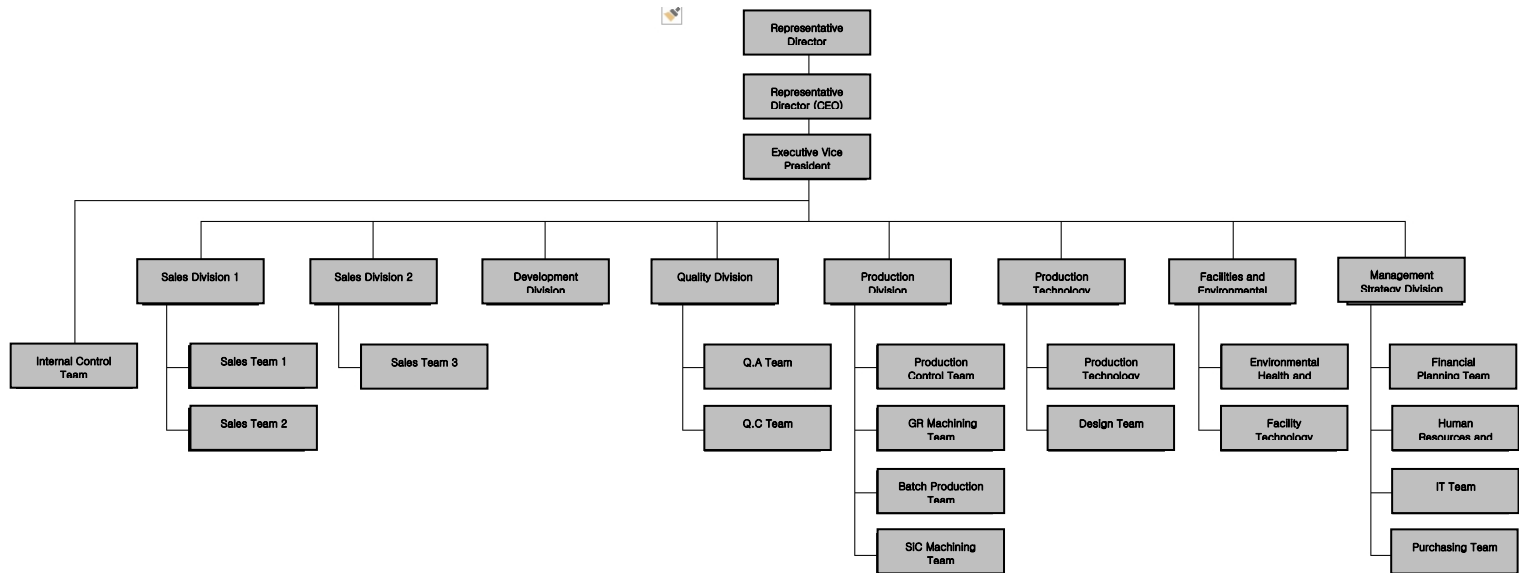 Representative
Director
Representative
Director (CEO)
Executive Vice
President
Sales Division 1
Sales Division 2
Development
Division
Quality Division
Production
Division
Production
Technology
Facilities and
Environmental
Management
Strategy Division
Internal Control
Team
Sales Team 1
Sales Team 3
Q.A Team
Production
Control Team
Production
Technology
Environmental
Health and
Financial
Planning Team
Sales Team 2
Q.C Team
GR Machining
Team
Design Team
Facility
Technology
Human
Resources and
Batch Production
Team
IT Team
SiC Machining
Team
Purchasing Team